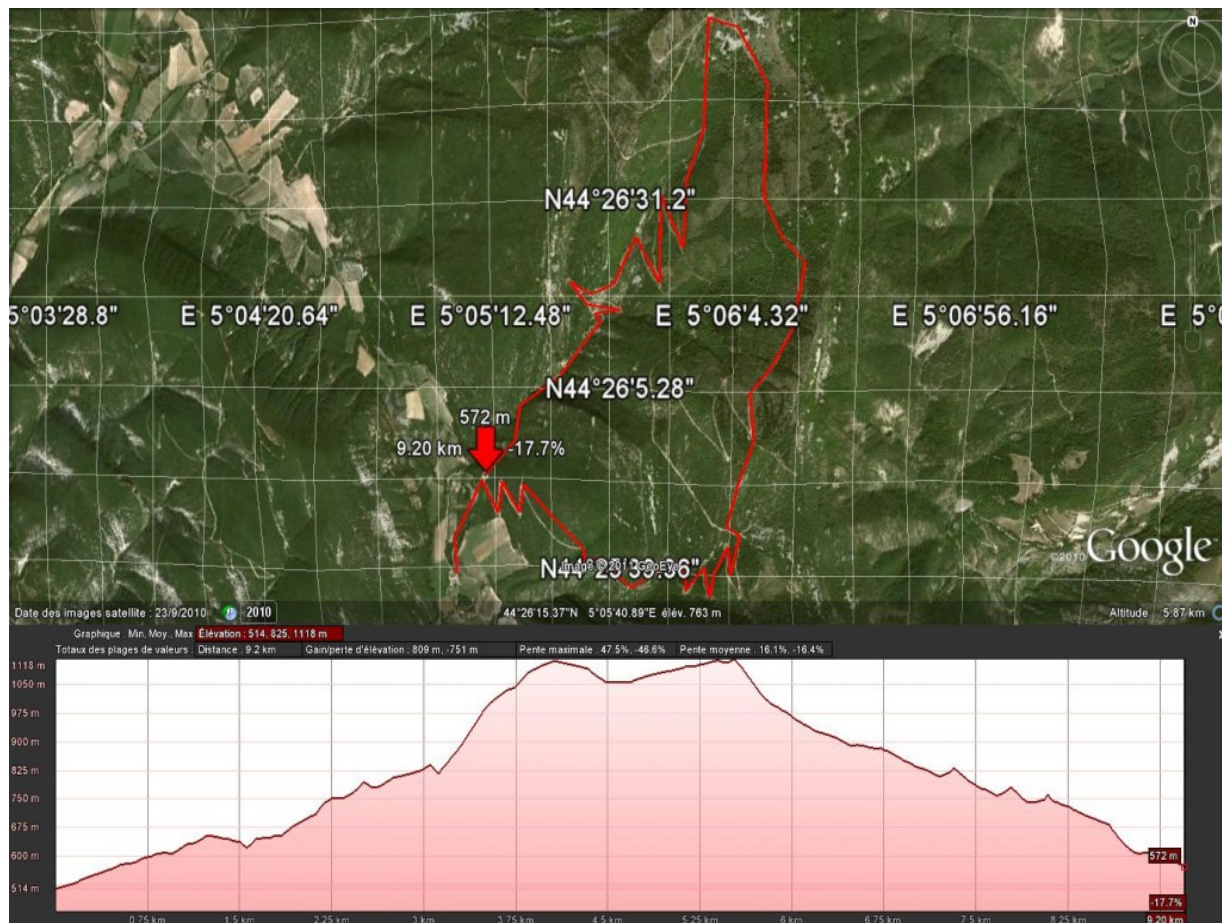 N
N44°26'31.2"
5°03'28.8" E 5°04'20.64" E 5°05'12.48" E 5°06'4.32" E 5°06'56.16" E 5°0
N44°26'5.28"
572 m
9.20 km -17.7%
©2010 Google
Date des images satellite : 23/9/2010 2010 44°26'15.37"N 5°05'40.89"E élév. 763 m Altitude 5.87 km
Graphique : Min, Moy., Max Élévation : 514, 825, 1118 m
Totaux des plages de valeurs : Distance : 9.2 km Gain/perte d'élévation : 809 m, -751 m Pente maximale : 47.5%, -46.6% Pente moyenne : 16.1%, -16.4%
1118 m
1050 m
975 m
900 m
825 m
750 m
675 m
600 m
572 m
514 m
-17.7%
0.75 km 1.5 km 2.25 km 3 km 3.75 km 4.5 km 5.25 km 6 km 6.75 km 7.5 km 8.25 km 9.20 km